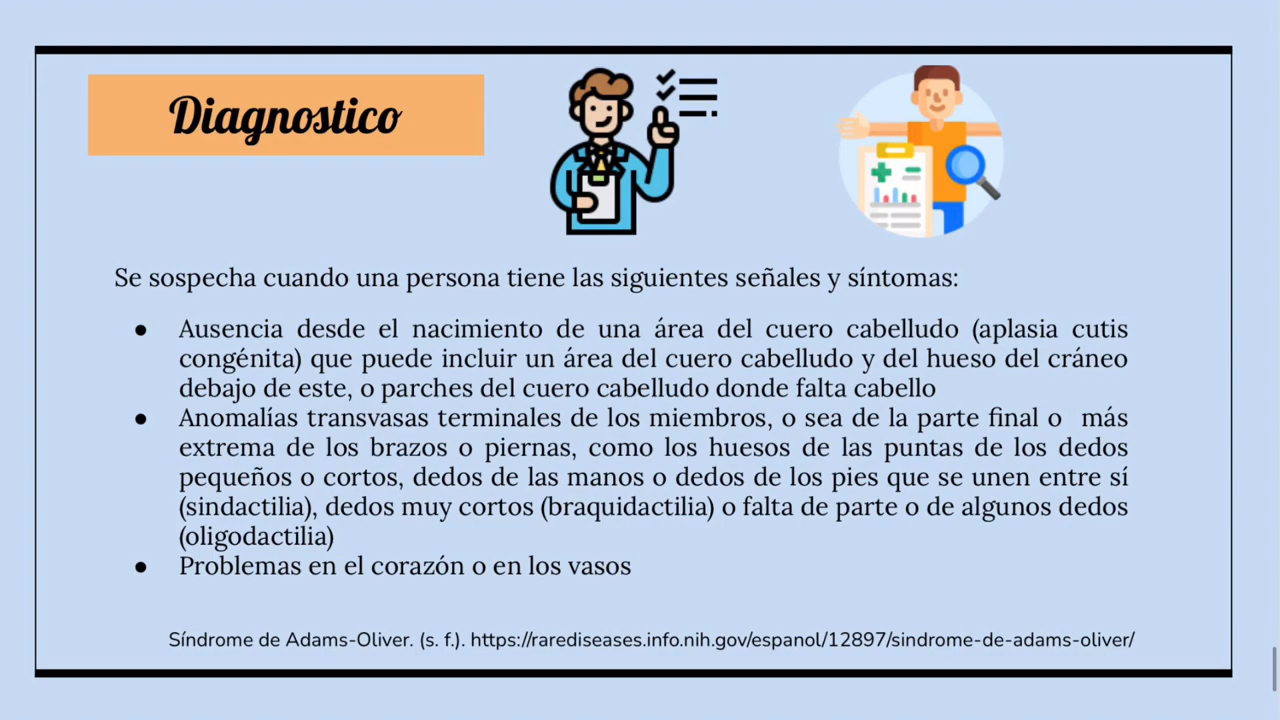 Diagnostico
Se sospecha cuando una persona tiene las siguientes señales y síntomas:
● Ausencia desde el nacimiento de una área del cuero cabelludo (aplasia cutis
congénita) que puede incluir un área del cuero cabelludo y del hueso del cráneo
debajo de este, o parches del cuero cabelludo donde falta cabello
● Anomalías transvasas terminales de los miembros, o sea de la parte final o más
extrema de los brazos o piernas, como los huesos de las puntas de los dedos
pequeños o cortos, dedos de las manos o dedos de los pies que se unen entre sí
(sindactilia), dedos muy cortos (braquidactilia) o falta de parte o de algunos dedos
(oligodactilia)
● Problemas en el corazón o en los vasos
Síndrome de Adams-Oliver. (s. f.). https://rarediseases.info.nih.gov/espanol/12897/sindrome-de-adams-oliver/